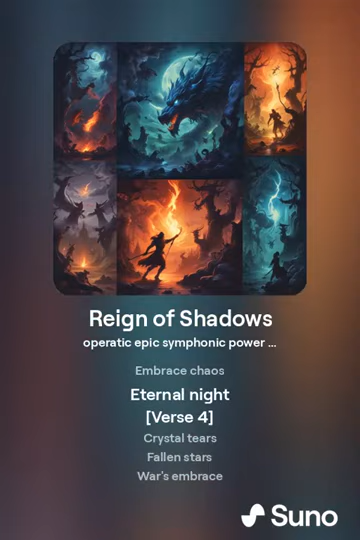 Reign of Shadows
operatic epic symphonic power ...
Embrace chaos
Eternal night
[Verse 4]
Crystal tears
Fallen stars
War's embrace
Suno